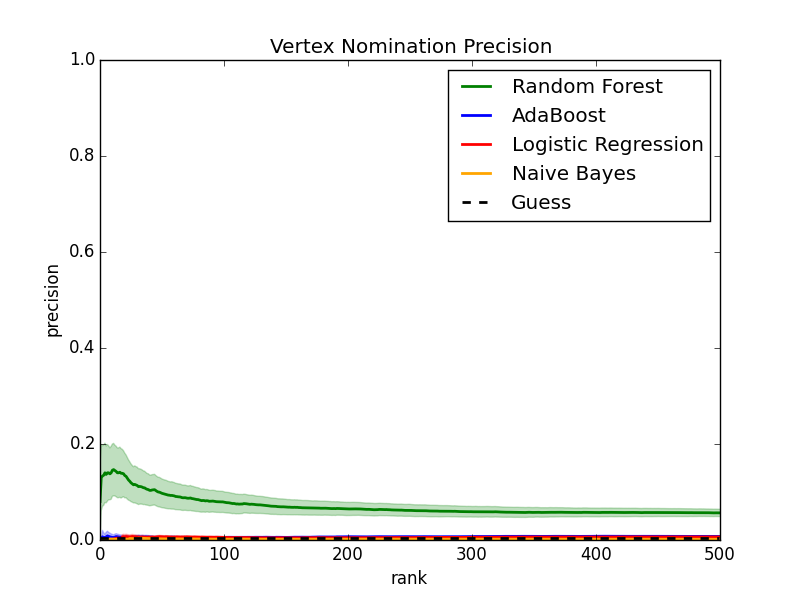 Vertex Nomination Precision
1.0
0.8
0.6
0.4
0.2
0.0
precision
Random Forest
AdaBoost
Logistic Regression
Naive Bayes
Guess
0 100 200 300 400 500
rank